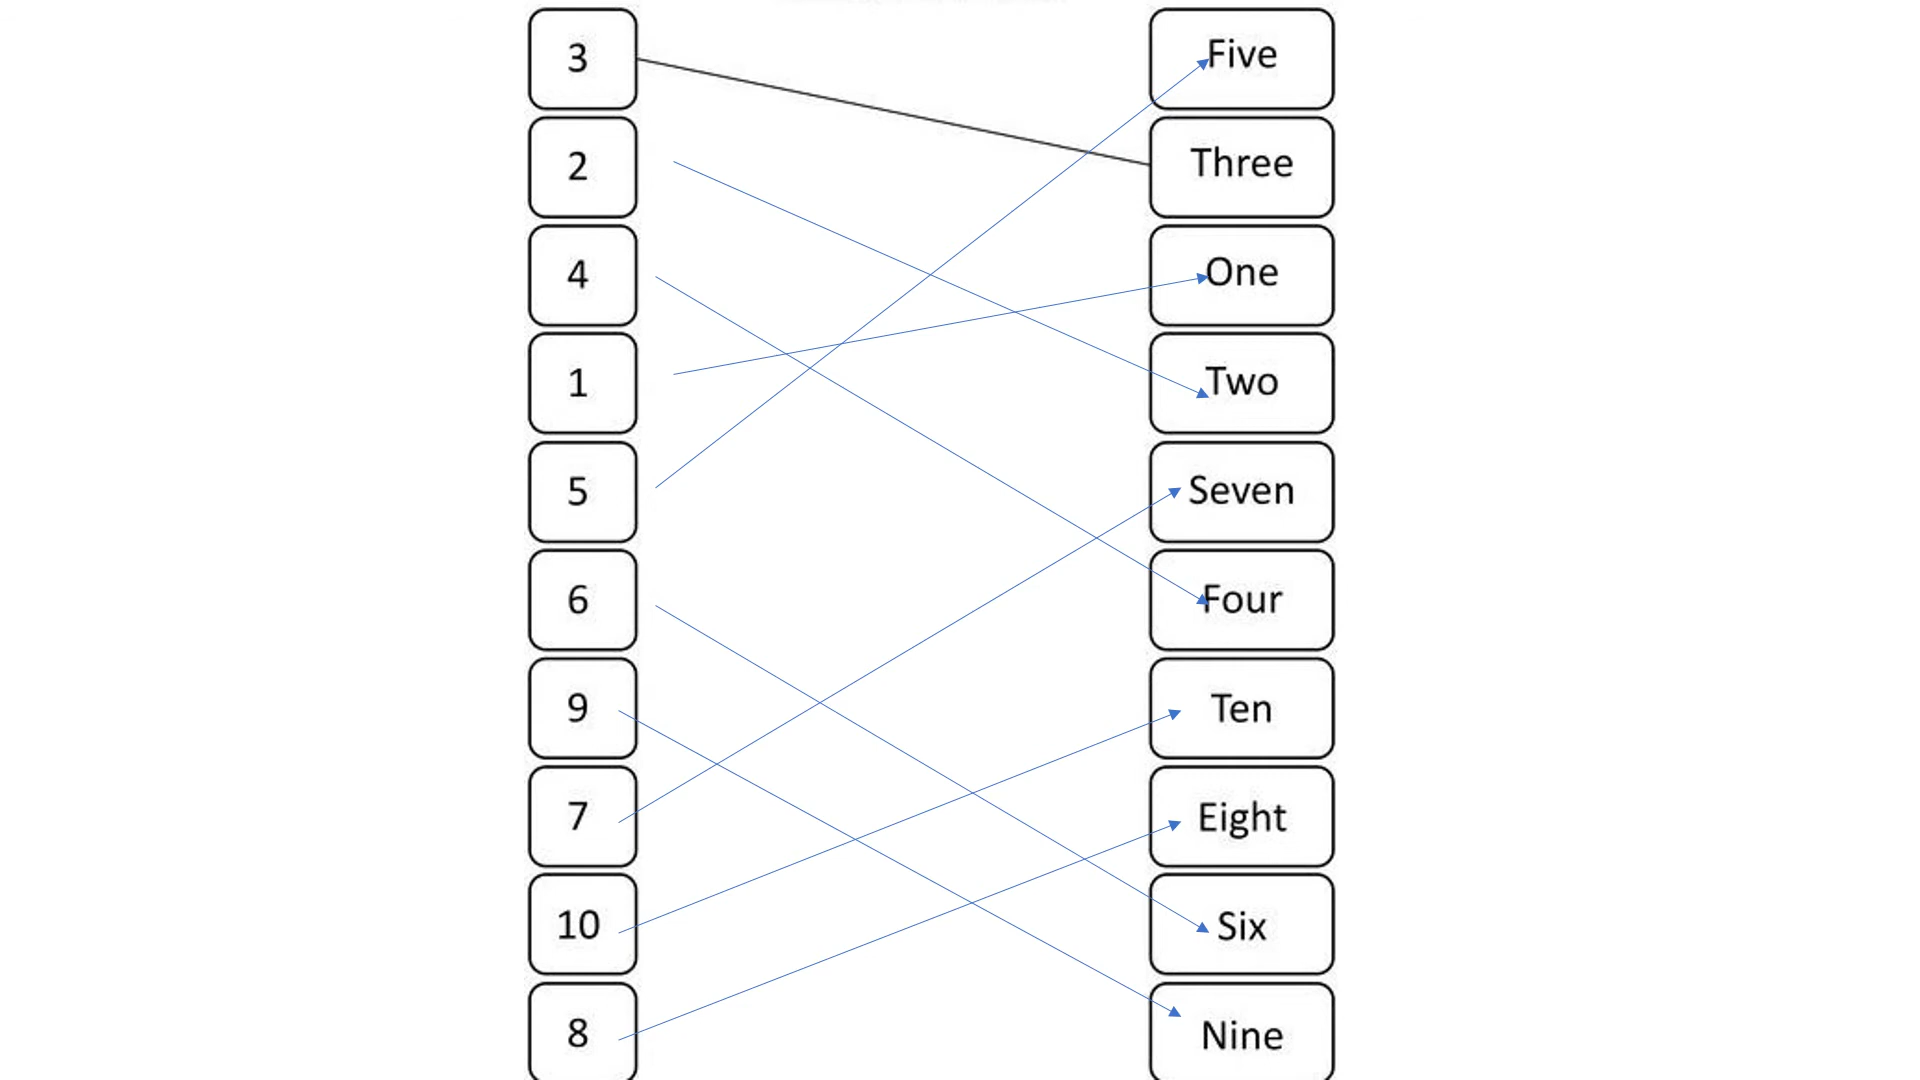 3 Five
2 Three
4 One
1 Two
5 Seven
6 Four
9 Ten
7 Eight
10 Six
8 Nine